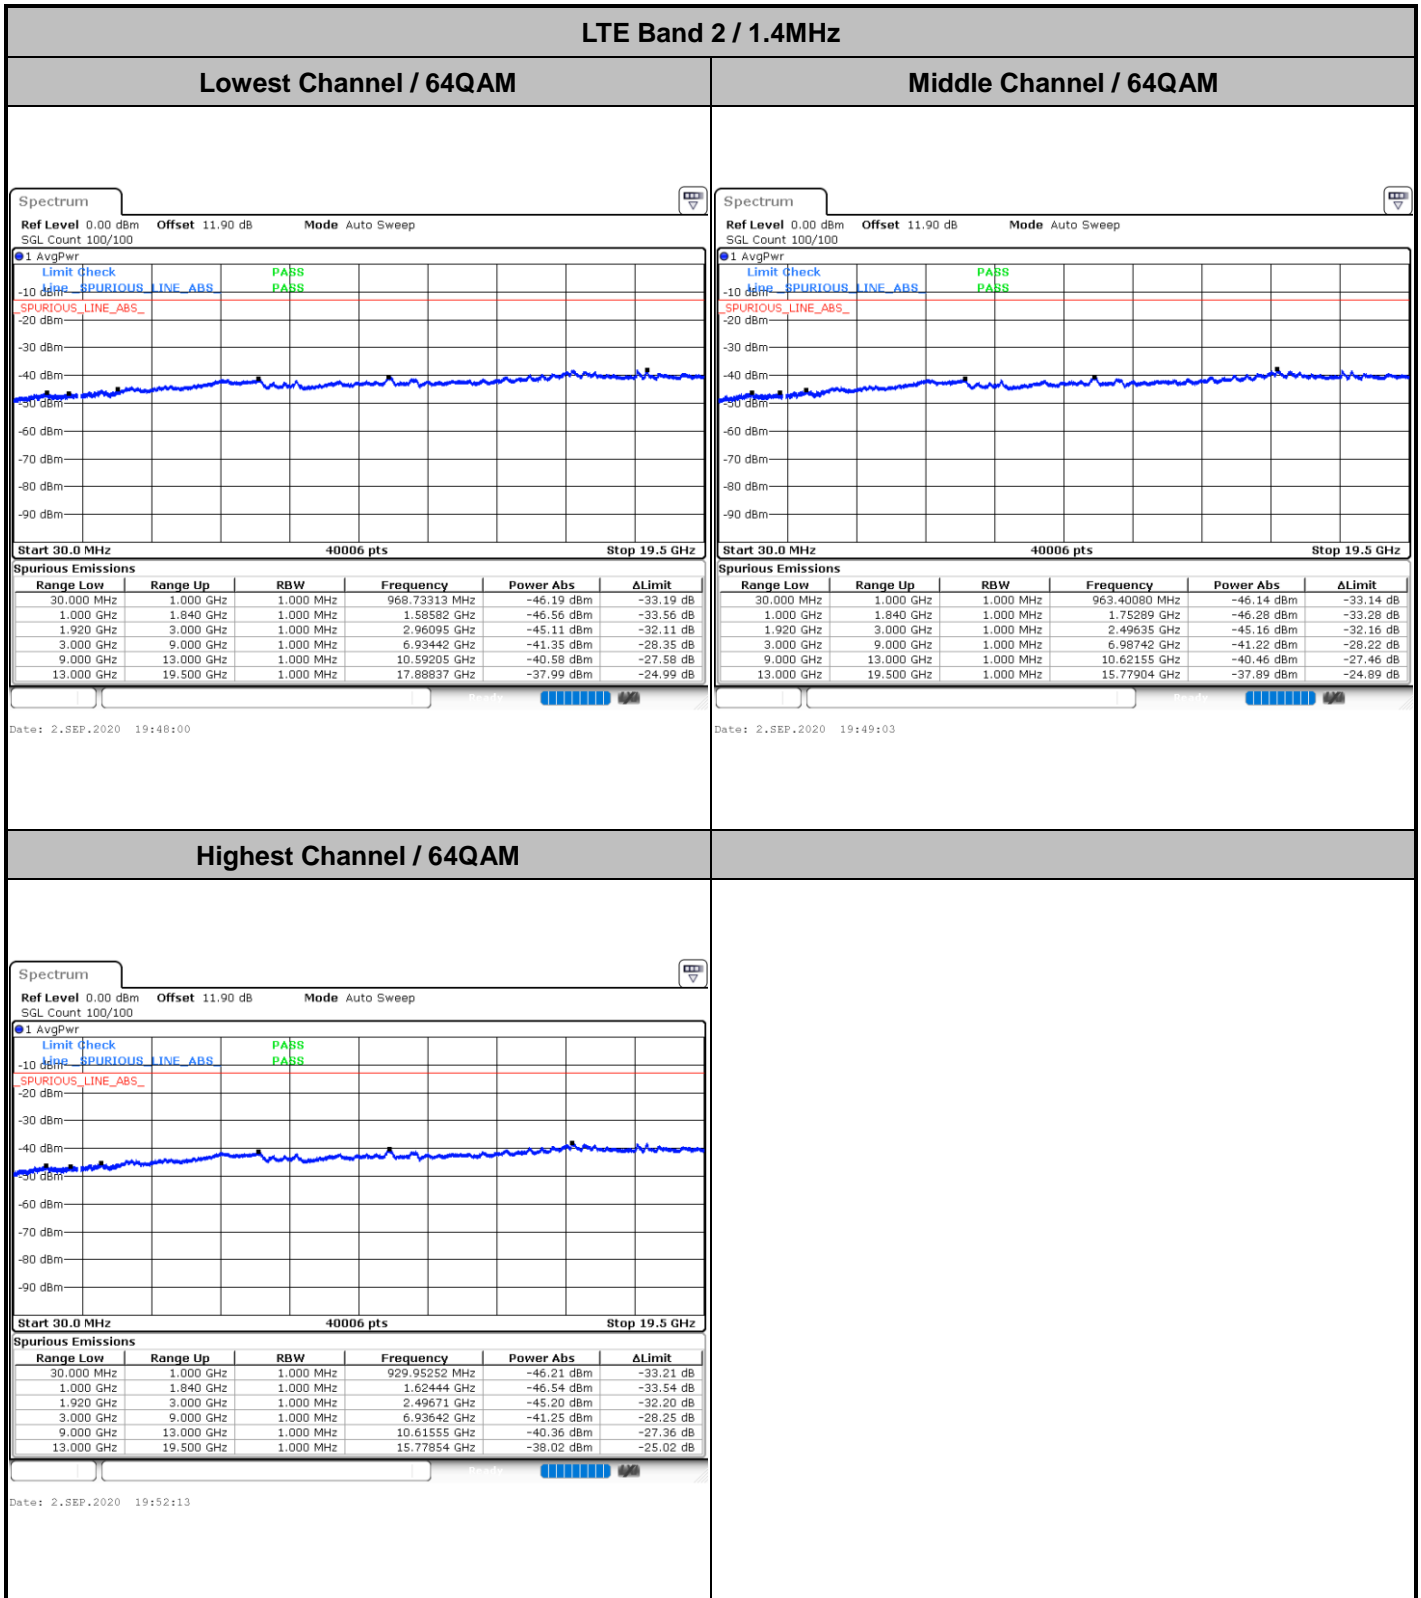 LTE Band 2 / 1.4MHz
Lowest Channel / 64QAM
Middle Channel / 64QAM
Spectrum
Ref Level 0.00 dBm Offset 11.90 dB Mode Auto Sweep
SGL Count 100/100
1 AvgPwr
Limit Check PASS
Line _SPURIOUS_LINE_ABS_ PASS
-10 dBm
_SPURIOUS_LINE_ABS_
-20 dBm
-30 dBm
-40 dBm
-50 dBm
-60 dBm
-70 dBm
-80 dBm
-90 dBm
Start 30.0 MHz 40006 pts Stop 19.5 GHz
Spurious Emissions
Range Low Range Up RBW Frequency Power Abs ΔLimit
30.000 MHz 1.000 GHz 1.000 MHz 968.73313 MHz -46.19 dBm -33.19 dB
1.000 GHz 1.840 GHz 1.000 MHz 1.58582 GHz -46.56 dBm -33.56 dB
1.920 GHz 3.000 GHz 1.000 MHz 2.96095 GHz -45.11 dBm -32.11 dB
3.000 GHz 9.000 GHz 1.000 MHz 6.93442 GHz -41.35 dBm -28.35 dB
9.000 GHz 13.000 GHz 1.000 MHz 10.59205 GHz -40.58 dBm -27.58 dB
13.000 GHz 19.500 GHz 1.000 MHz 17.88837 GHz -37.99 dBm -24.99 dB
Ready
Date: 2.SEP.2020 19:48:00
Spectrum
Ref Level 0.00 dBm Offset 11.90 dB Mode Auto Sweep
SGL Count 100/100
1 AvgPwr
Limit Check PASS
Line _SPURIOUS_LINE_ABS_ PASS
-10 dBm
_SPURIOUS_LINE_ABS_
-20 dBm
-30 dBm
-40 dBm
-50 dBm
-60 dBm
-70 dBm
-80 dBm
-90 dBm
Start 30.0 MHz 40006 pts Stop 19.5 GHz
Spurious Emissions
Range Low Range Up RBW Frequency Power Abs ΔLimit
30.000 MHz 1.000 GHz 1.000 MHz 963.40080 MHz -46.14 dBm -33.14 dB
1.000 GHz 1.840 GHz 1.000 MHz 1.75289 GHz -46.28 dBm -33.28 dB
1.920 GHz 3.000 GHz 1.000 MHz 2.49635 GHz -45.16 dBm -32.16 dB
3.000 GHz 9.000 GHz 1.000 MHz 6.98742 GHz -41.22 dBm -28.22 dB
9.000 GHz 13.000 GHz 1.000 MHz 10.62155 GHz -40.46 dBm -27.46 dB
13.000 GHz 19.500 GHz 1.000 MHz 15.77904 GHz -37.89 dBm -24.89 dB
Ready
Date: 2.SEP.2020 19:49:03
Highest Channel / 64QAM
Spectrum
Ref Level 0.00 dBm Offset 11.90 dB Mode Auto Sweep
SGL Count 100/100
1 AvgPwr
Limit Check PASS
Line _SPURIOUS_LINE_ABS_ PASS
-10 dBm
_SPURIOUS_LINE_ABS_
-20 dBm
-30 dBm
-40 dBm
-50 dBm
-60 dBm
-70 dBm
-80 dBm
-90 dBm
Start 30.0 MHz 40006 pts Stop 19.5 GHz
Spurious Emissions
Range Low Range Up RBW Frequency Power Abs ΔLimit
30.000 MHz 1.000 GHz 1.000 MHz 929.95252 MHz -46.21 dBm -33.21 dB
1.000 GHz 1.840 GHz 1.000 MHz 1.62444 GHz -46.54 dBm -33.54 dB
1.920 GHz 3.000 GHz 1.000 MHz 2.49671 GHz -45.20 dBm -32.20 dB
3.000 GHz 9.000 GHz 1.000 MHz 6.93642 GHz -41.25 dBm -28.25 dB
9.000 GHz 13.000 GHz 1.000 MHz 10.61555 GHz -40.36 dBm -27.36 dB
13.000 GHz 19.500 GHz 1.000 MHz 15.77854 GHz -38.02 dBm -25.02 dB
Ready
Date: 2.SEP.2020 19:52:13